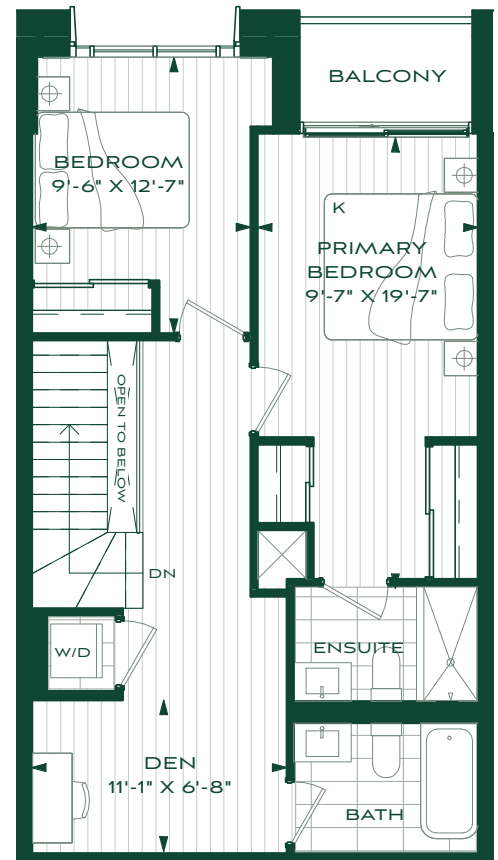 BALCONY
BEDROOM
9'-6" X 12'-7"
K
PRIMARY
BEDROOM
9'-7" X 19'-7"
OPEN TO BELOW
DN
W/D
ENSUITE
DEN
11'-1" X 6'-8"
BATH